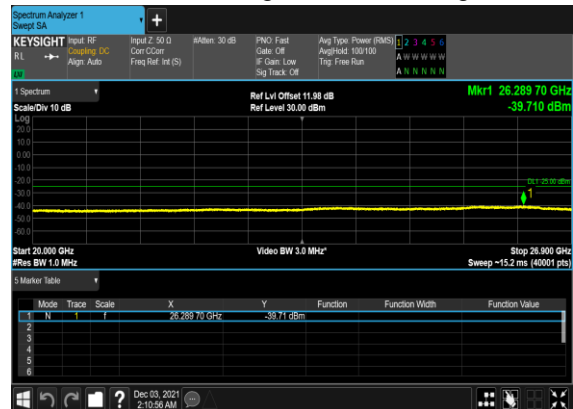 Spectrum Analyzer 1
Swept SA
+
KEYSIGHT Input: RF Input Z: 50 Ω #Atten: 30 dB PNO: Fast Avg Type: Power (RMS) 1 2 3 4 5 6
RL Coupling: DC Corr CCorr Gate: Off Avg|Hold: 100/100 A W W W W W
Align: Auto Freq Ref: Int (S) IF Gain: Low Trig: Free Run
LW Sig Track: Off A N N N N N
1 Spectrum Ref Lvl Offset 11.98 dB Mkr1 26.289 70 GHz
Scale/Div 10 dB Ref Level 30.00 dBm -39.710 dBm
Log
20.0
10.0
0.00
-10.0
-20.0
DL1 -25.00 dBm
-30.0
1
-40.0
-50.0
-60.0
Start 20.000 GHz Video BW 3.0 MHz* Stop 26.900 GHz
#Res BW 1.0 MHz Sweep ~15.2 ms (40001 pts)
5 Marker Table
Mode Trace Scale X Y Function Function Width Function Value
1 N 1 f 26.289 70 GHz -39.71 dBm
2
3
4
5
6
? Dec 03, 2021
2:10:56 AM